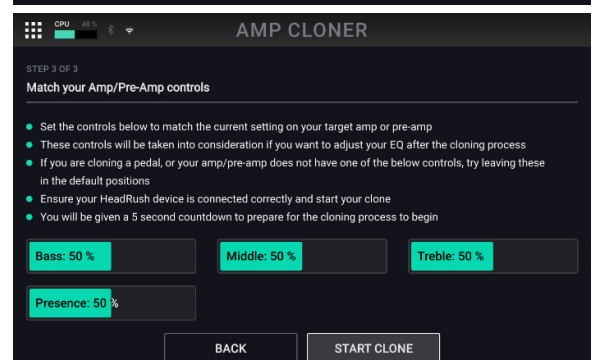 CPU 48 %
AMP CLONER
STEP 3 OF 3
Match your Amp/Pre-Amp controls
Set the controls below to match the current setting on your target amp or pre-amp
These controls will be taken into consideration if you want to adjust your EQ after the cloning process
If you are cloning a pedal, or your amp/pre-amp does not have one of the below controls, try leaving these
in the default positions
Ensure your HeadRush device is connected correctly and start your clone
You will be given a 5 second countdown to prepare for the cloning process to begin
Bass: 50 %
Middle: 50 %
Treble: 50 %
Presence: 50 %
BACK
START CLONE